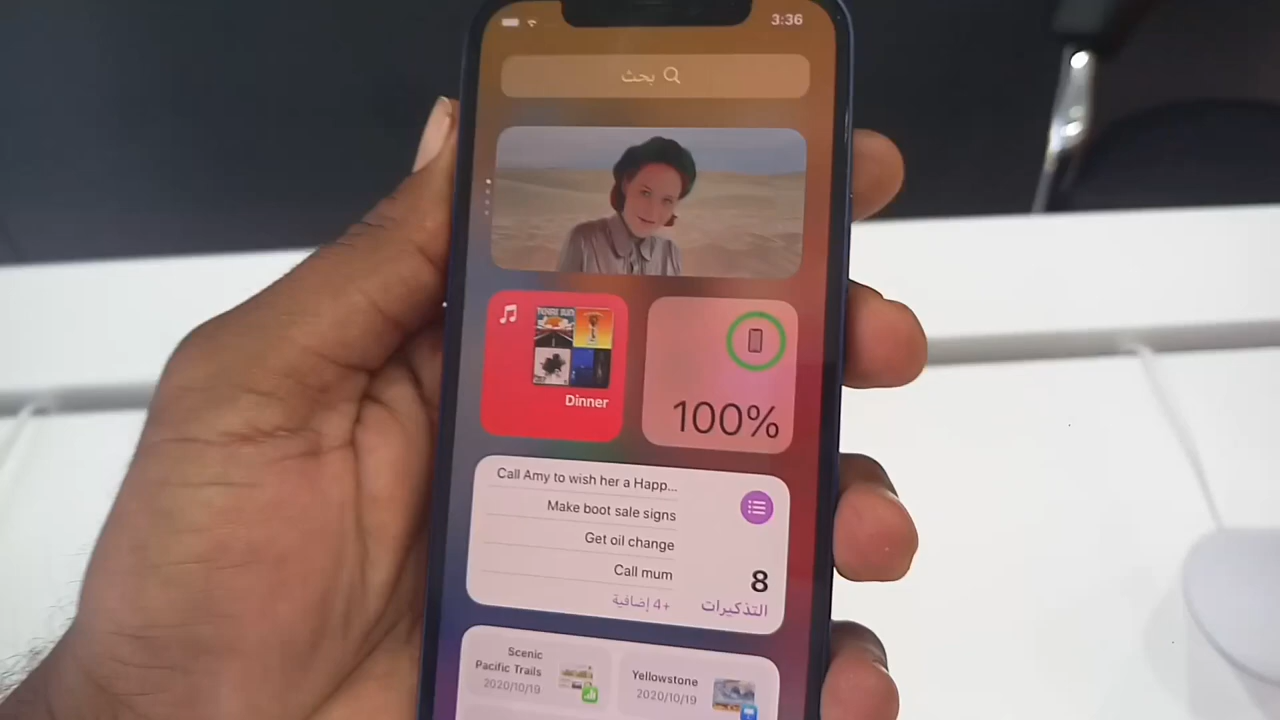 3:36
بحث
Dinner
100%
Call Amy to wish her a Happ...
Make boot sale signs
Get oil change
Call mum
+4 إضافية
8
التذكيرات
Scenic
Pacific Trails
2020/10/19
Yellowstone
2020/10/19